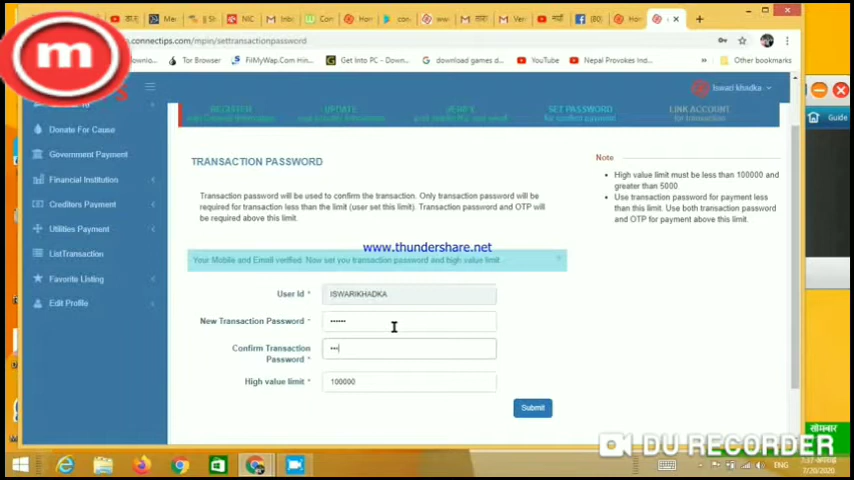 m
NIC
connectips.com/mpin/settransactionpassword
Tor Browser
FilMyWap.Com Hin...
Get Into PC - Downl...
download games d...
YouTube
Nepal Provokes Ind...
Other bookmarks
Iswari khadka
Guide
Donate For Cause
Government Payment
Financial Institution
Creditors Payment
Utilities Payment
ListTransaction
Favorite Listing
Edit Profile
REGISTER
UPDATE
VERIFY
SET PASSWORD
LINK ACCOUNT
for transaction
TRANSACTION PASSWORD
Transaction password will be used to confirm the transaction. Only transaction password will be
required for transaction less than the limit (user set this limit). Transaction password and OTP will
be required above this limit.
Note
High value limit must be less than 100000 and
greater than 5000
Use transaction password for payment less
than this limit. Use both transaction password
and OTP for payment above this limit.
www.thundershare.net
Your Mobile and Email verified. Now set you transaction password and high value limit
User Id *
ISWARIKHADKA
New Transaction Password *
Confirm Transaction
Password *
High value limit *
100000
Submit
सोमबार
DU RECORDER
ENG
7/20/2020